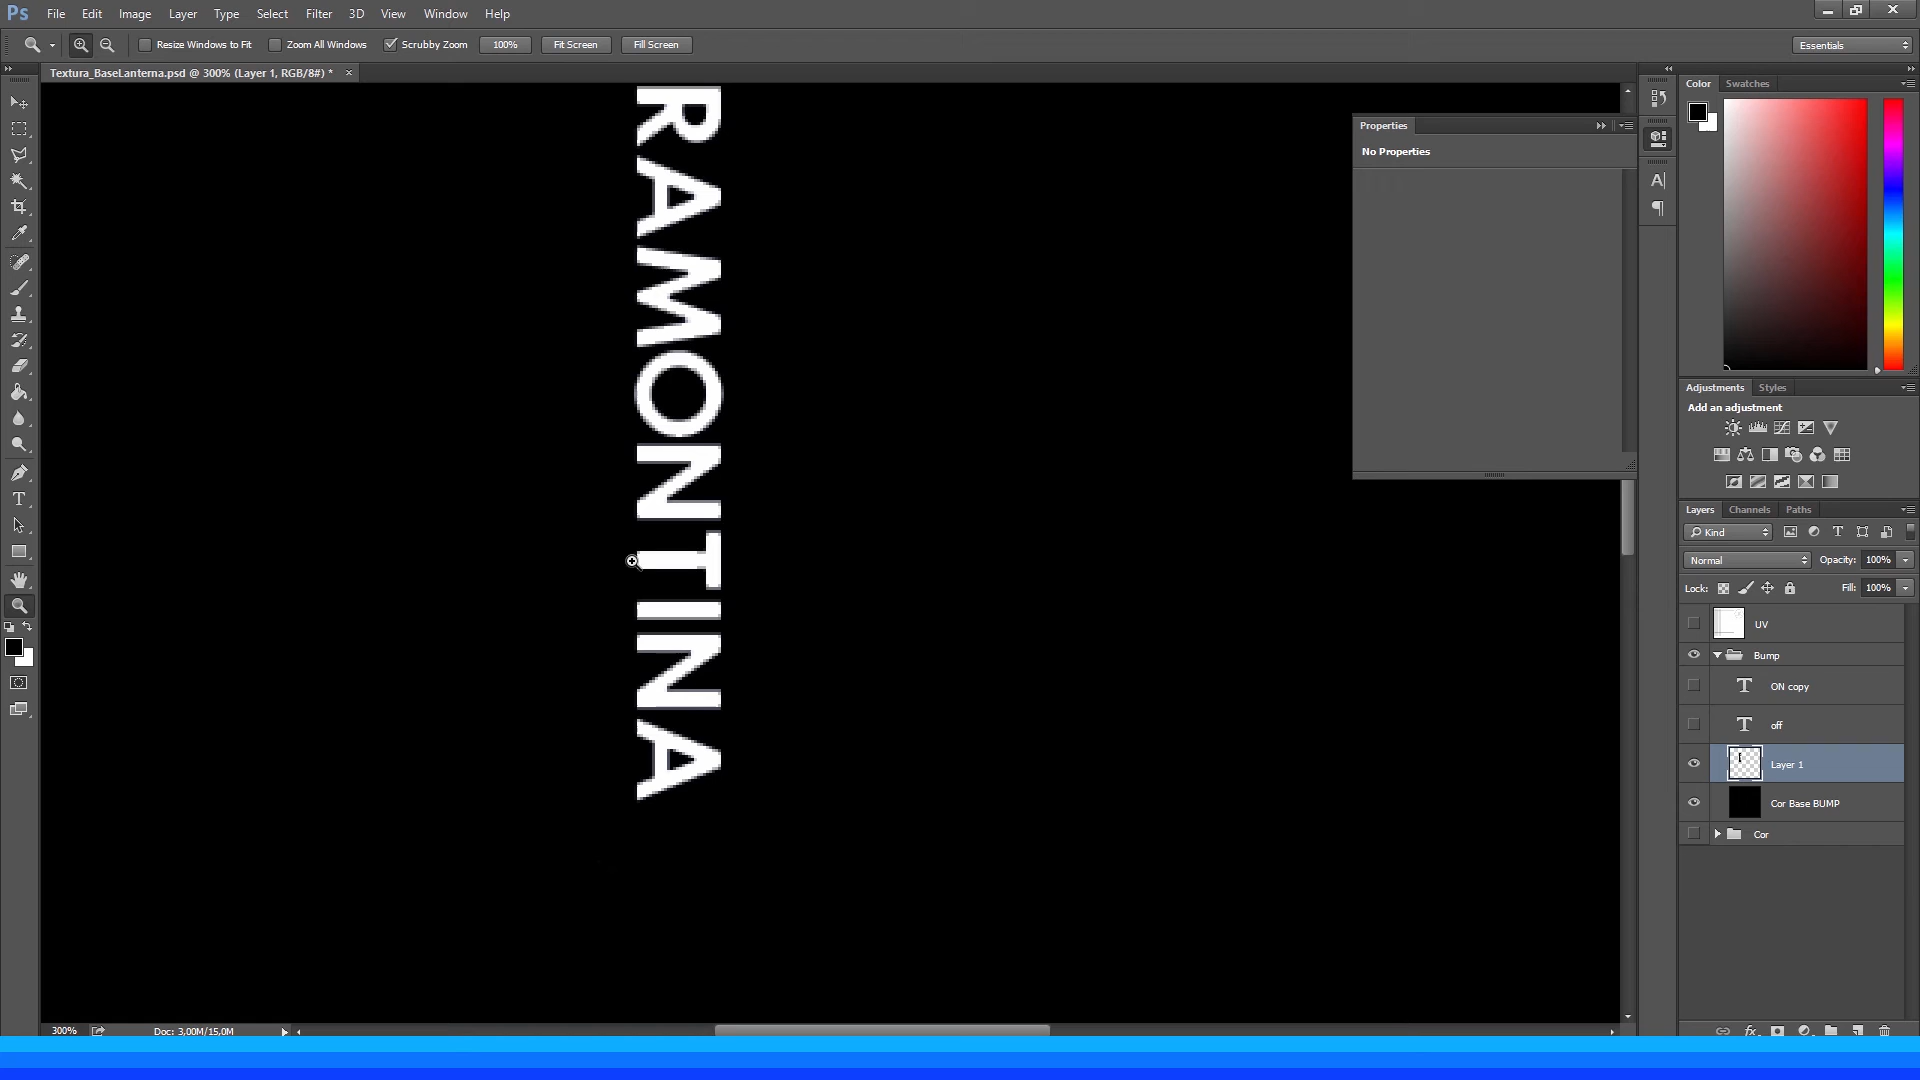 Ps File Edit Image Layer Type Select Filter 3D View Window Help
Resize Windows to Fit Zoom All Windows Scrubby Zoom 100% Fit Screen Fill Screen Essentials
Textura_BaseLanterna.psd @ 300% (Layer 1, RGB/8#) * ×
RAMONTINA
Properties
No Properties
Color Swatches
Adjustments Styles
Add an adjustment
Layers Channels Paths
Kind
Normal Opacity: 100%
Lock: Fill: 100%
UV
Bump
T ON copy
T off
Layer 1
Cor Base BUMP
Cor
300% Doc: 3,00M/15,0M